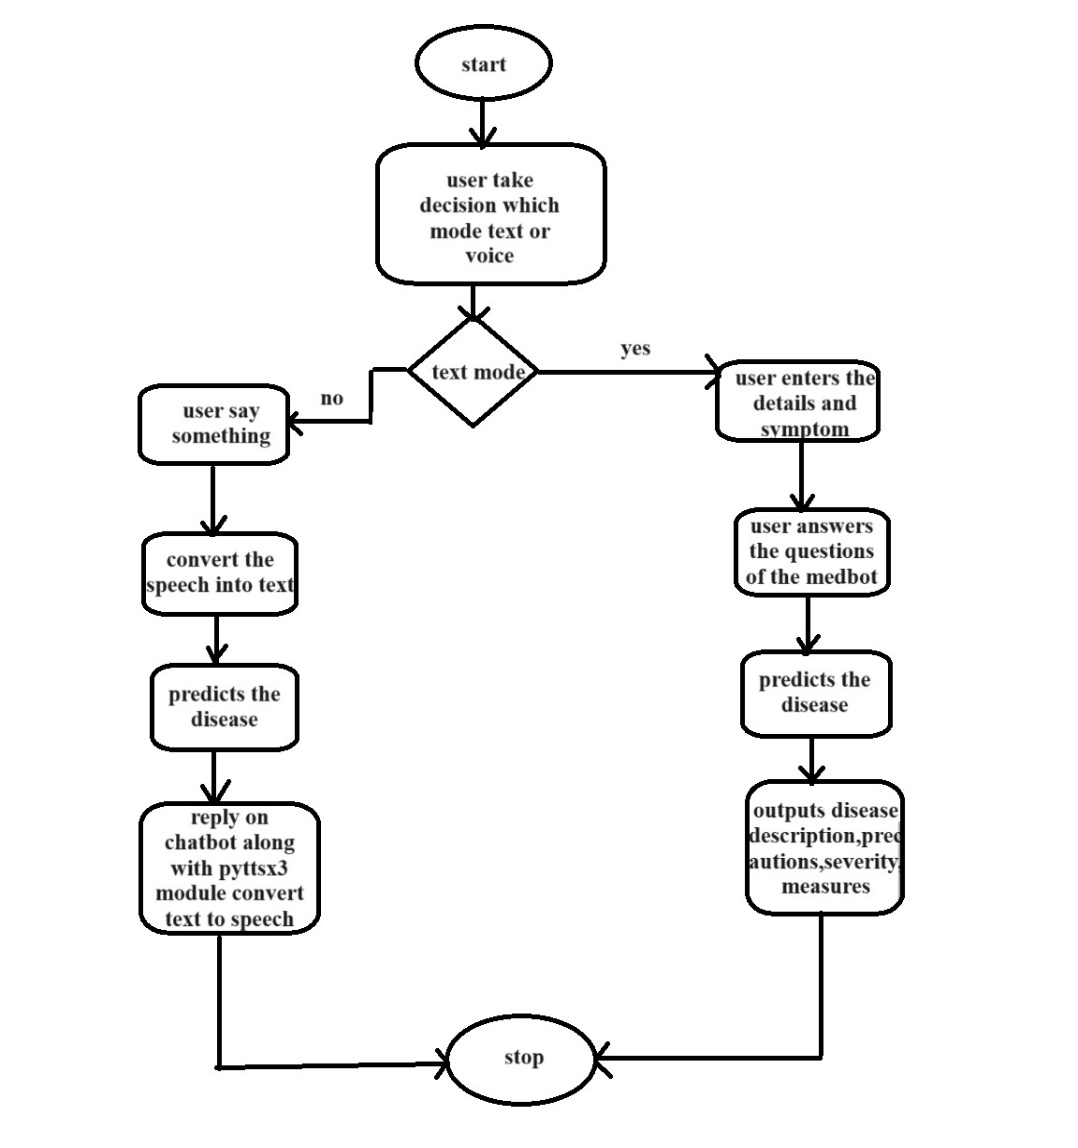 start
user take
decision which
mode text or
voice
text mode
yes
no
user enters the
details and
symptom
user say
something
user answers
the questions
of the medbot
convert the
speech into text
predicts the
disease
predicts the
disease
reply on
chatbot along
with pyttsx3
module convert
text to speech
outputs disease
description,prec
autions,severity,
measures
stop